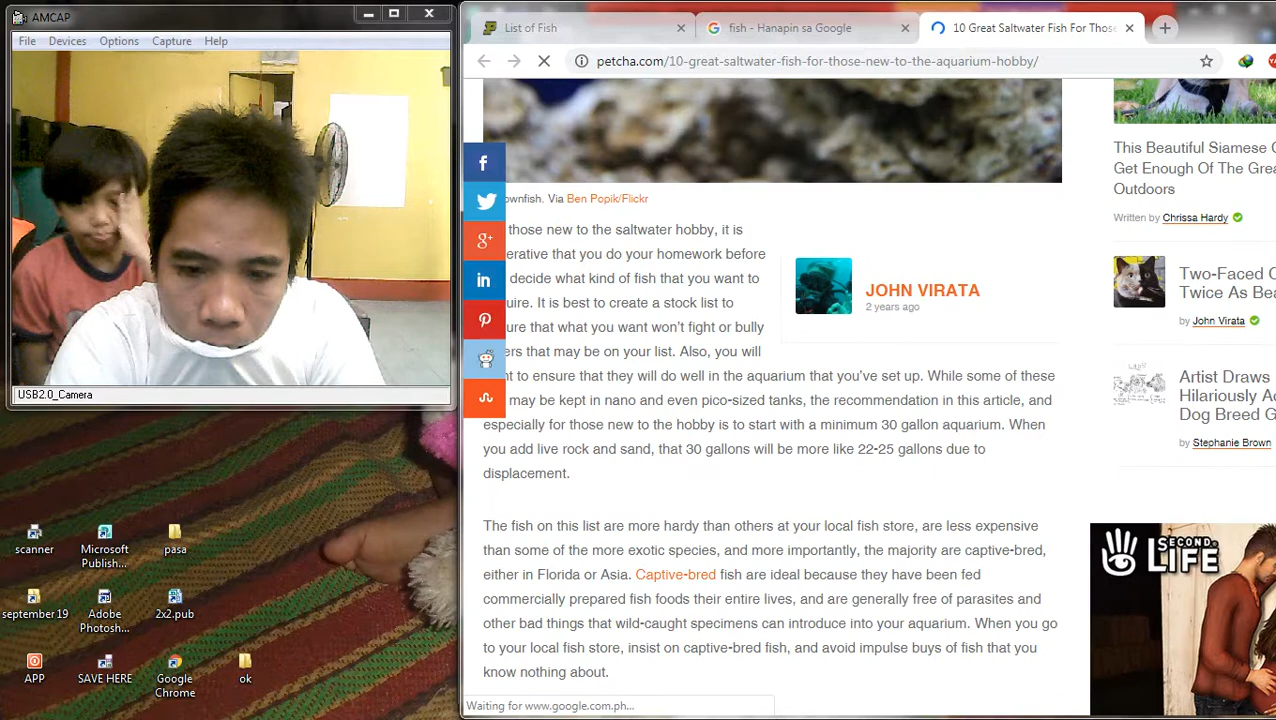 AMCAP
File Devices Options Capture Help
USB2.0_Camera
scanner
Microsoft Publish...
pasa
september 19
Adobe Photosh...
2x2.pub
APP
SAVE HERE
Google Chrome
ok
List of Fish
fish - Hanapin sa Google
10 Great Saltwater Fish For Those
petcha.com/10-great-saltwater-fish-for-those-new-to-the-aquarium-hobby/
ownfish. Via Ben Popik/Flickr
those new to the saltwater hobby, it is
erative that you do your homework before
decide what kind of fish that you want to
uire. It is best to create a stock list to
ure that what you want won't fight or bully
ers that may be on your list. Also, you will
t to ensure that they will do well in the aquarium that you've set up. While some of these
may be kept in nano and even pico-sized tanks, the recommendation in this article, and
especially for those new to the hobby is to start with a minimum 30 gallon aquarium. When
you add live rock and sand, that 30 gallons will be more like 22-25 gallons due to
displacement.
JOHN VIRATA
2 years ago
The fish on this list are more hardy than others at your local fish store, are less expensive
than some of the more exotic species, and more importantly, the majority are captive-bred,
either in Florida or Asia. Captive-bred fish are ideal because they have been fed
commercially prepared fish foods their entire lives, and are generally free of parasites and
other bad things that wild-caught specimens can introduce into your aquarium. When you go
to your local fish store, insist on captive-bred fish, and avoid impulse buys of fish that you
know nothing about.
Waiting for www.google.com.ph...
This Beautiful Siamese C
Get Enough Of The Grea
Outdoors
Written by Chrissa Hardy
Two-Faced C
Twice As Bea
by John Virata
Artist Draws
Hilariously Ac
Dog Breed G
by Stephanie Brown
SECOND
LIFE